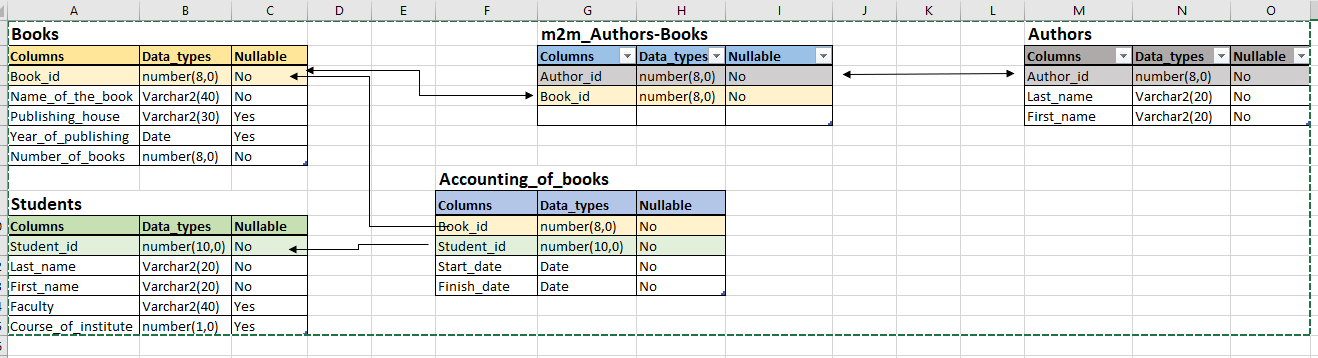 A B C D E F G H I J K L M N O
Books m2m_Authors-Books Authors
Columns Data_types Nullable Columns Data_types Nullable Columns Data_types Nullable
Book_id number(8,0) No Author_id number(8,0) No Author_id number(8,0) No
Name_of_the_book Varchar2(40) No Book_id number(8,0) No Last_name Varchar2(20) No
Publishing_house Varchar2(30) Yes First_name Varchar2(20) No
Year_of_publishing Date Yes
Number_of_books number(8,0) No
Accounting_of_books
Students Columns Data_types Nullable
Columns Data_types Nullable Book_id number(8,0) No
Student_id number(10,0) No Student_id number(10,0) No
Last_name Varchar2(20) No Start_date Date No
First_name Varchar2(20) No Finish_date Date No
Faculty Varchar2(40) Yes
Course_of_institute number(1,0) Yes